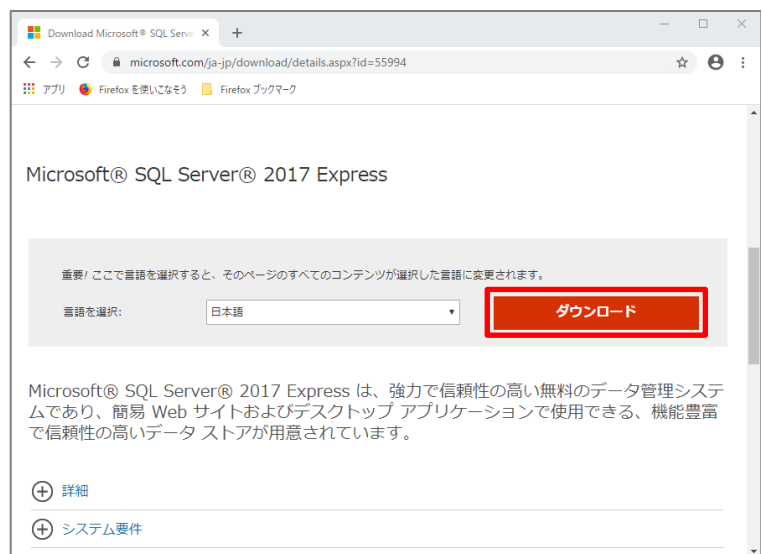 Download Microsoft® SQL Serve
microsoft.com/ja-jp/download/details.aspx?id=55994
アプリ Firefox を使いこなそう Firefox ブックマーク
Microsoft® SQL Server® 2017 Express
重要! ここで言語を選択すると、そのページのすべてのコンテンツが選択した言語に変更されます。
言語を選択: 日本語 ダウンロード
Microsoft® SQL Server® 2017 Express は、強力で信頼性の高い無料のデータ管理システ
ムであり、簡易 Web サイトおよびデスクトップ アプリケーションで使用できる、機能豊富
で信頼性の高いデータ ストアが用意されています。
詳細
システム要件